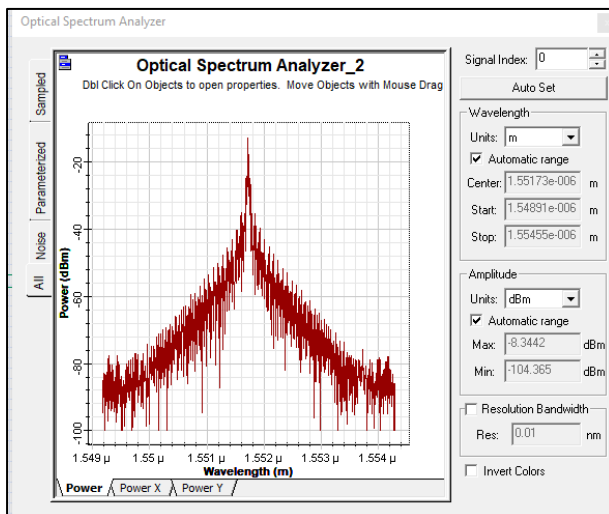 Optical Spectrum Analyzer
Optical Spectrum Analyzer_2
Dbl Click On Objects to open properties. Move Objects with Mouse Drag
Sampled
Parameterized
Noise
All
Power (dBm)
-20
-40
-60
-80
-100
1.549 µ 1.55 µ 1.551 µ 1.552 µ 1.553 µ 1.554 µ
Wavelength (m)
Power Power X Power Y
Signal Index: 0
Auto Set
Wavelength
Units: m
Automatic range
Center: 1.55173e-006 m
Start: 1.54891e-006 m
Stop: 1.55455e-006 m
Amplitude
Units: dBm
Automatic range
Max: -8.3442 dBm
Min: -104.365 dBm
Resolution Bandwidth
Res: 0.01 nm
Invert Colors